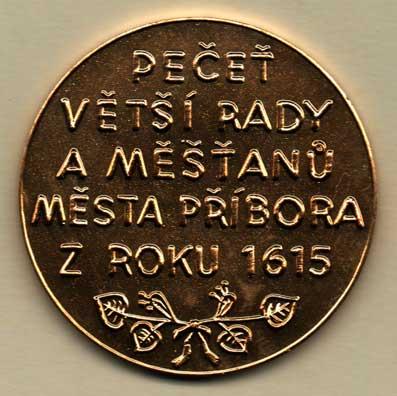 PEČEŤ
VĚTŠÍ RADY
A MĚŠŤANŮ
MĚSTA PŘÍBORA
Z ROKU 1615